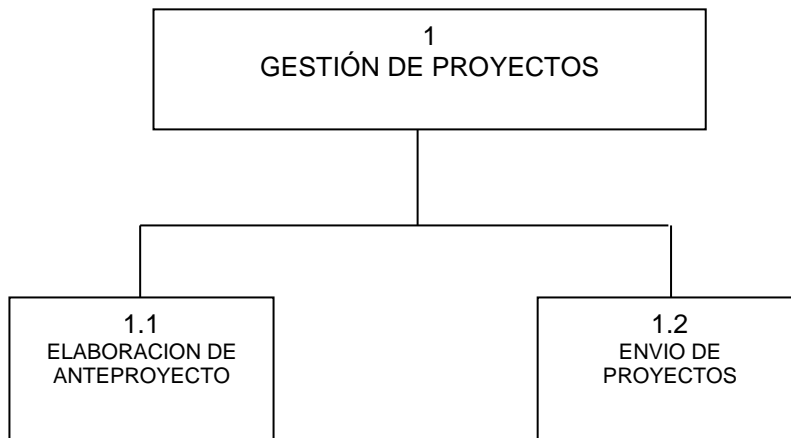 1
GESTIÓN DE PROYECTOS
1.1
ELABORACION DE
ANTEPROYECTO
1.2
ENVIO DE
PROYECTOS